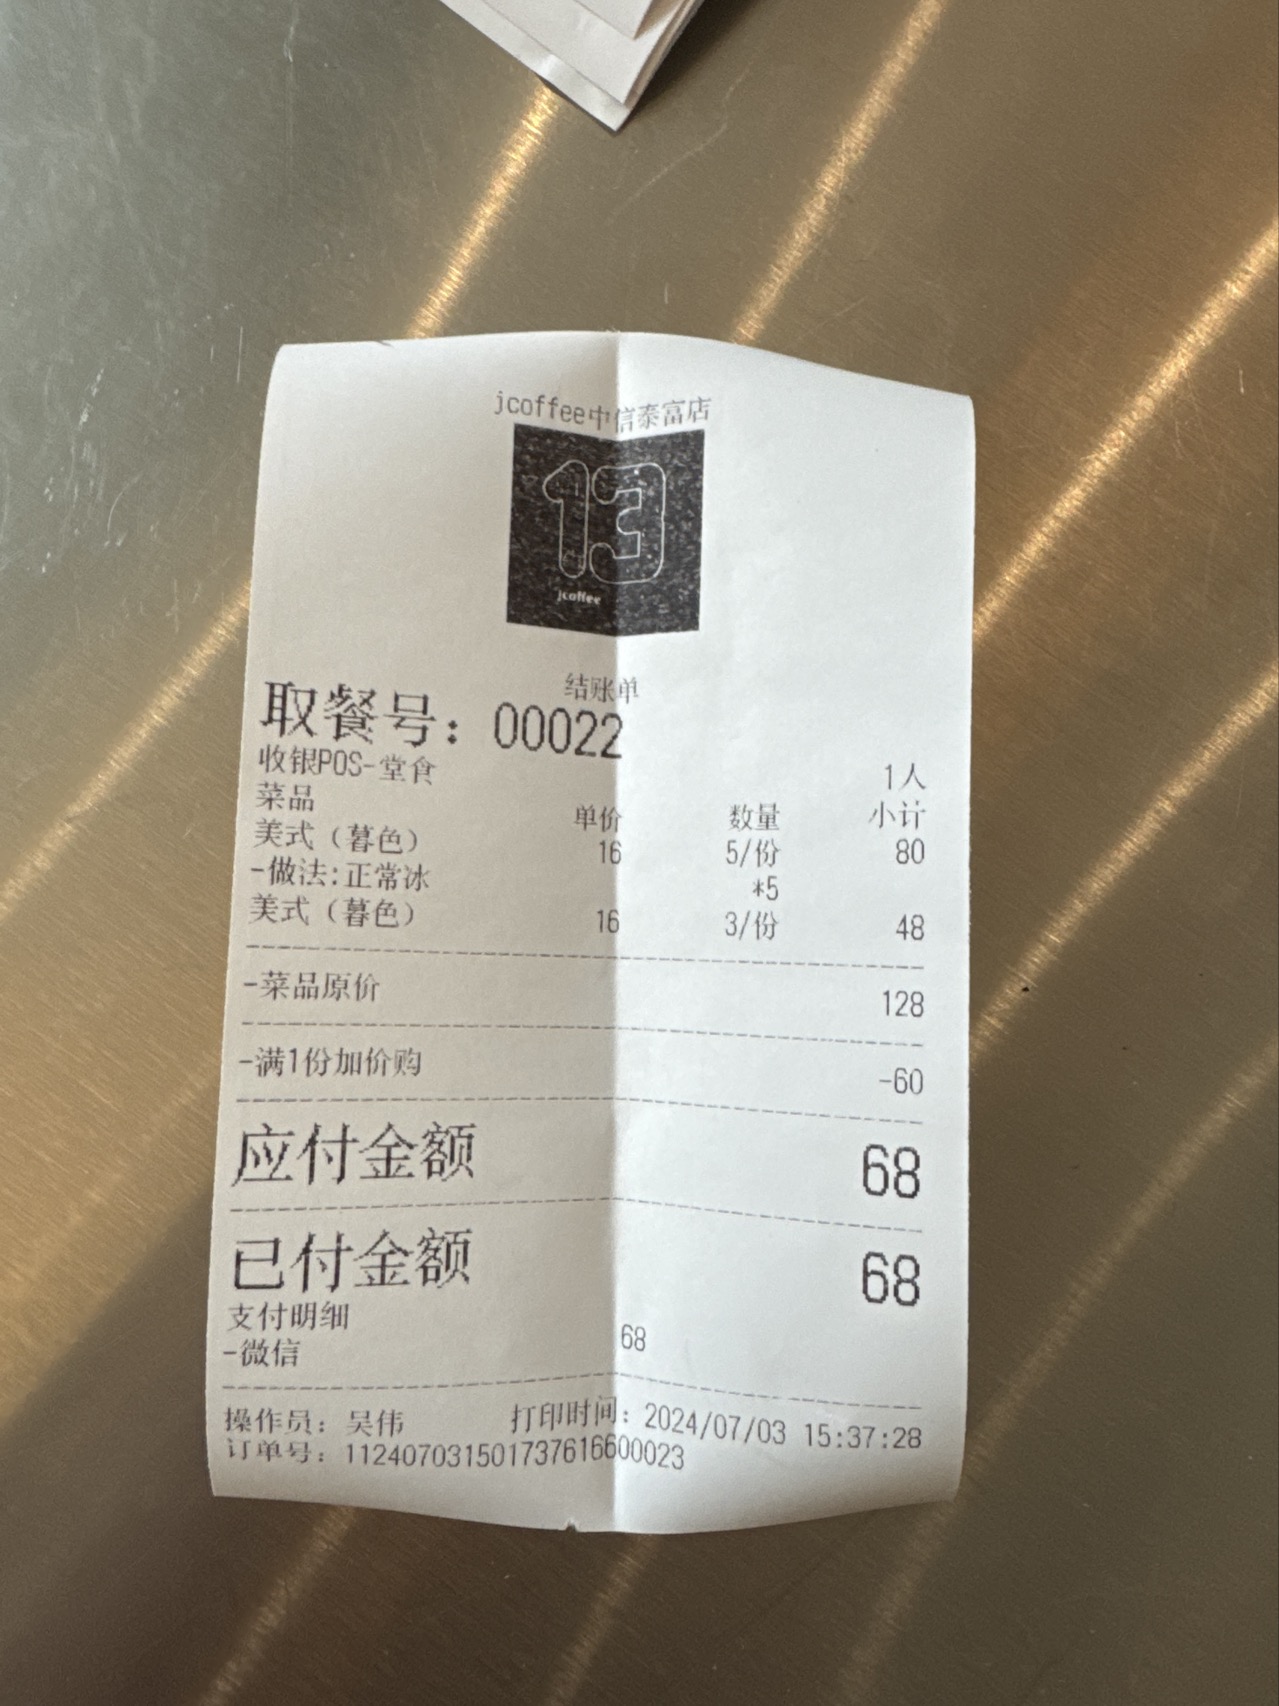 jcoffee中信泰富店
13
jcoffee
结账单
取餐号：00022
收银POS-堂食 1人
菜品 单价 数量 小计
美式（暮色） 16 5/份 80
-做法:正常冰 *5
美式（暮色） 16 3/份 48
-菜品原价 128
-满1份加价购 -60
应付金额 68
已付金额 68
支付明细
-微信 68
操作员：吴伟 打印时间：2024/07/03 15:37:28
订单号：11240703150173761660​0023